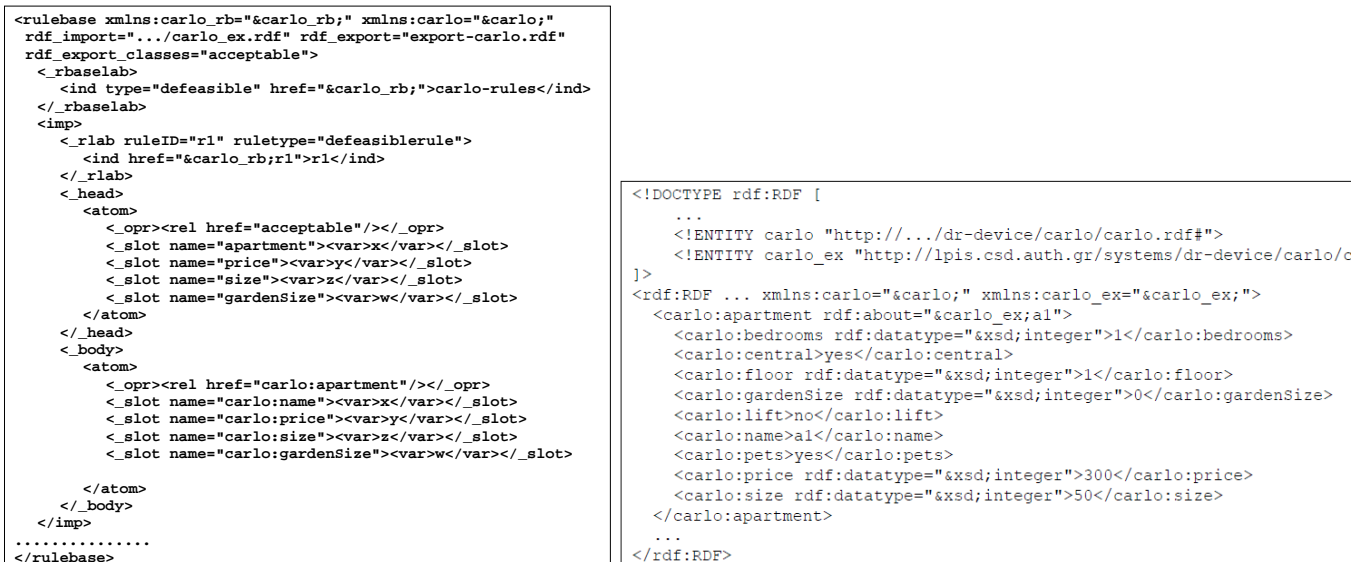 <rulebase xmlns:carlo_rb="&carlo_rb;" xmlns:carlo="&carlo;"
rdf_import=".../carlo_ex.rdf" rdf_export="export-carlo.rdf"
rdf_export_classes="acceptable">
<_rbaselab>
<ind type="defeasible" href="&carlo_rb;">carlo-rules</ind>
</_rbaselab>
<imp>
<_rlab ruleID="r1" ruletype="defeasiblerule">
<ind href="&carlo_rb;r1">r1</ind>
</_rlab>
<_head>
<atom>
<_opr><rel href="acceptable"/></_opr>
<_slot name="apartment"><var>x</var></_slot>
<_slot name="price"><var>y</var></_slot>
<_slot name="size"><var>z</var></_slot>
<_slot name="gardenSize"><var>w</var></_slot>
</atom>
</_head>
<_body>
<atom>
<_opr><rel href="carlo:apartment"/></_opr>
<_slot name="carlo:name"><var>x</var></_slot>
<_slot name="carlo:price"><var>y</var></_slot>
<_slot name="carlo:size"><var>z</var></_slot>
<_slot name="carlo:gardenSize"><var>w</var></_slot>
</atom>
</_body>
</imp>
...............
</rulebase>
<!DOCTYPE rdf:RDF [
...
<!ENTITY carlo "http://.../dr-device/carlo/carlo.rdf#">
<!ENTITY carlo_ex "http://lpis.csd.auth.gr/systems/dr-device/carlo/c
]>
<rdf:RDF ... xmlns:carlo="&carlo;" xmlns:carlo_ex="&carlo_ex;">
<carlo:apartment rdf:about="&carlo_ex;a1">
<carlo:bedrooms rdf:datatype="&xsd;integer">1</carlo:bedrooms>
<carlo:central>yes</carlo:central>
<carlo:floor rdf:datatype="&xsd;integer">1</carlo:floor>
<carlo:gardenSize rdf:datatype="&xsd;integer">0</carlo:gardenSize>
<carlo:lift>no</carlo:lift>
<carlo:name>a1</carlo:name>
<carlo:pets>yes</carlo:pets>
<carlo:price rdf:datatype="&xsd;integer">300</carlo:price>
<carlo:size rdf:datatype="&xsd;integer">50</carlo:size>
</carlo:apartment>
...
</rdf:RDF>